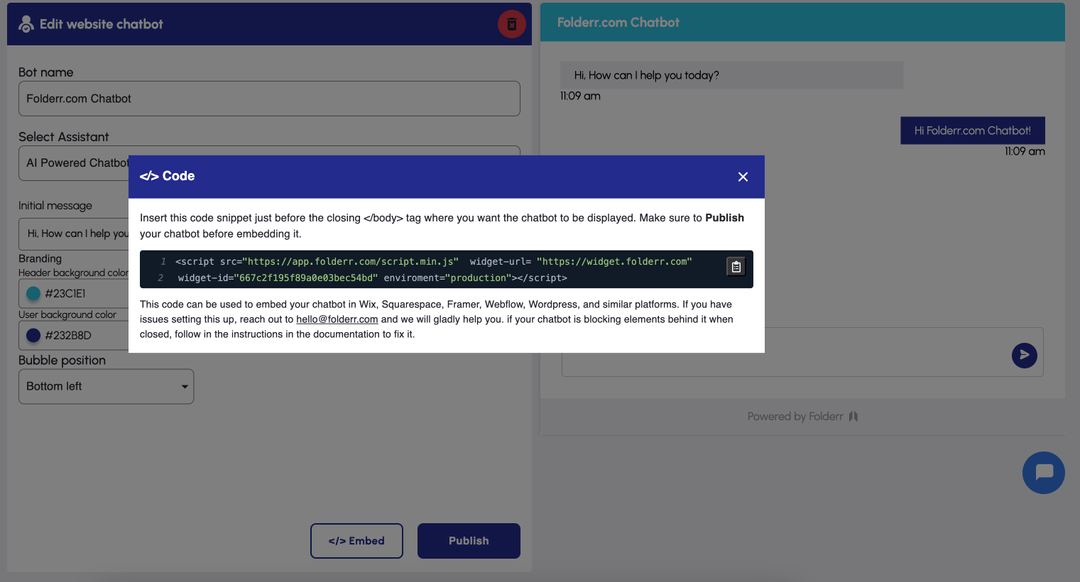 Edit website chatbot
Bot name
Folderr.com Chatbot
Select Assistant
AI Powered Chatbot
Initial message
Hi, How can I help you
Branding
Header background color
#23C1E1
User background color
#232B8D
Bubble position
Bottom left
</> Embed
Publish
</> Code
Insert this code snippet just before the closing </body> tag where you want the chatbot to be displayed. Make sure to Publish
your chatbot before embedding it.
1 <script src="https://app.folderr.com/script.min.js" widget-url= "https://widget.folderr.com"
2 widget-id="667c2f195f89a0e03bec54bd" enviroment="production"></script>
This code can be used to embed your chatbot in Wix, Squarespace, Framer, Webflow, Wordpress, and similar platforms. If you have
issues setting this up, reach out to hello@folderr.com and we will gladly help you. if your chatbot is blocking elements behind it when
closed, follow in the instructions in the documentation to fix it.
Folderr.com Chatbot
Hi, How can I help you today?
11:09 am
Hi Folderr.com Chatbot!
11:09 am
Powered by Folderr